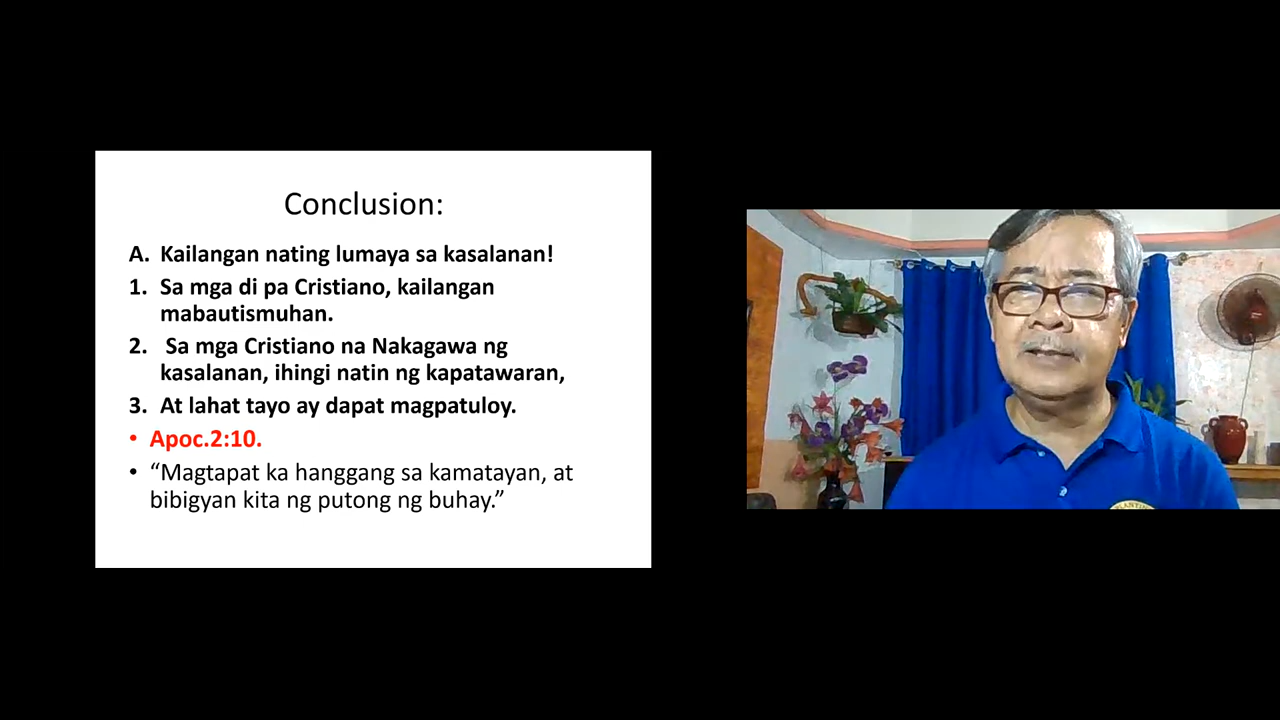 Conclusion:
A. Kailangan nating lumaya sa kasalanan!
1. Sa mga di pa Cristiano, kailangan
mabautismuhan.
2. Sa mga Cristiano na Nakagawa ng
kasalanan, ihingi natin ng kapatawaran,
3. At lahat tayo ay dapat magpatuloy.
• Apoc.2:10.
• “Magtapat ka hanggang sa kamatayan, at
bibigyan kita ng putong ng buhay.”